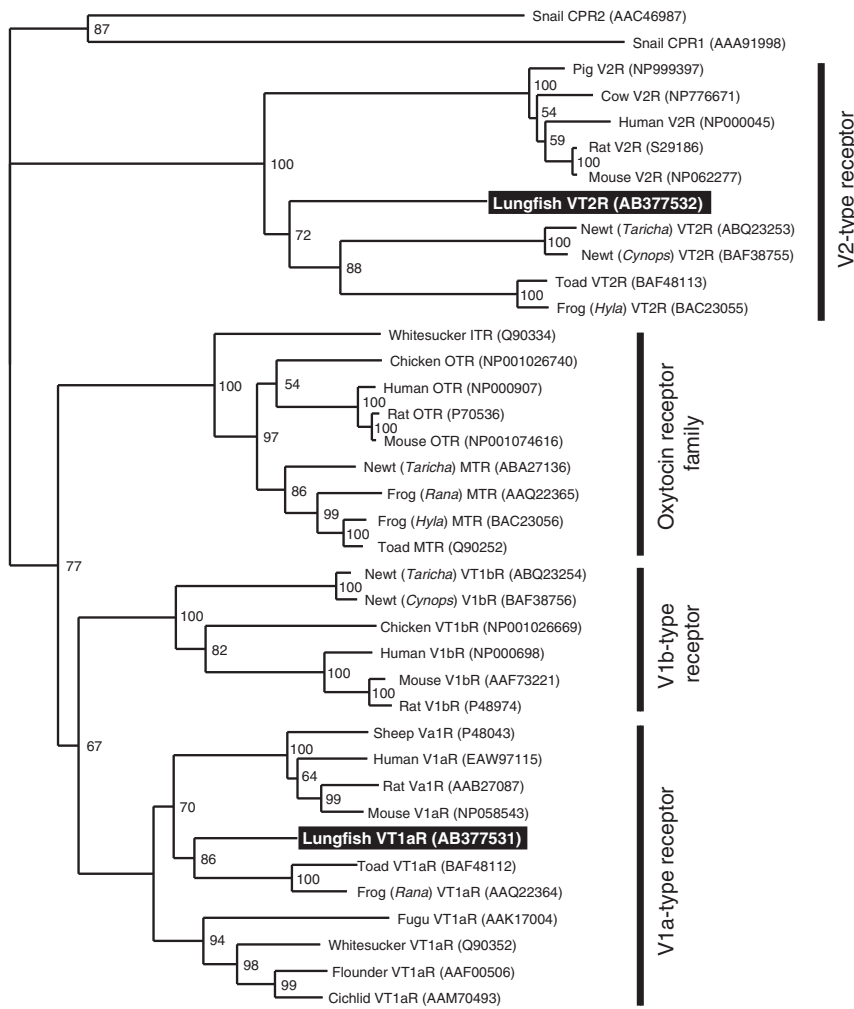 Snail CPR2 (AAC46987)
87
Snail CPR1 (AAA91998)
Pig V2R (NP999397)
100
Cow V2R (NP776671)
54
Human V2R (NP000045)
59
Rat V2R (S29186)
100
Mouse V2R (NP062277)
100
Lungfish VT2R (AB377532)
72
Newt (Taricha) VT2R (ABQ23253)
100
Newt (Cynops) VT2R (BAF38755)
88
Toad VT2R (BAF48113)
100
Frog (Hyla) VT2R (BAC23055)
V2-type receptor
Whitesucker ITR (Q90334)
100
Chicken OTR (NP001026740)
54
Human OTR (NP000907)
100
Rat OTR (P70536)
100
Mouse OTR (NP001074616)
97
Newt (Taricha) MTR (ABA27136)
86
Frog (Rana) MTR (AAQ22365)
99
Frog (Hyla) MTR (BAC23056)
100
Toad MTR (Q90252)
Oxytocin receptor
family
77
Newt (Taricha) VT1bR (ABQ23254)
100
Newt (Cynops) V1bR (BAF38756)
100
Chicken VT1bR (NP001026669)
82
Human V1bR (NP000698)
100
Mouse V1bR (AAF73221)
100
Rat V1bR (P48974)
V1b-type
receptor
67
Sheep Va1R (P48043)
100
Human V1aR (EAW97115)
64
Rat Va1R (AAB27087)
99
Mouse V1aR (NP058543)
70
Lungfish VT1aR (AB377531)
86
Toad VT1aR (BAF48112)
100
Frog (Rana) VT1aR (AAQ22364)
Fugu VT1aR (AAK17004)
94
Whitesucker VT1aR (Q90352)
98
Flounder VT1aR (AAF00506)
99
Cichlid VT1aR (AAM70493)
V1a-type receptor